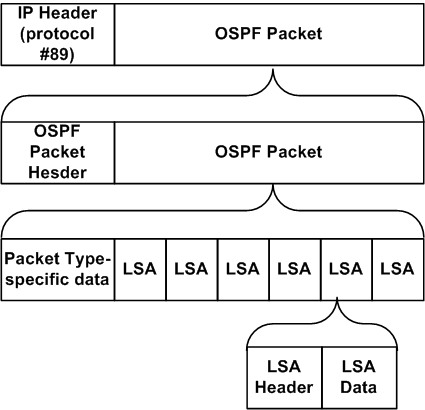 IP Header
(protocol
#89)
OSPF Packet
OSPF
Packet
Hesder
OSPF Packet
Packet Type-
specific data
LSA
LSA
LSA
LSA
LSA
LSA
LSA
Header
LSA
Data